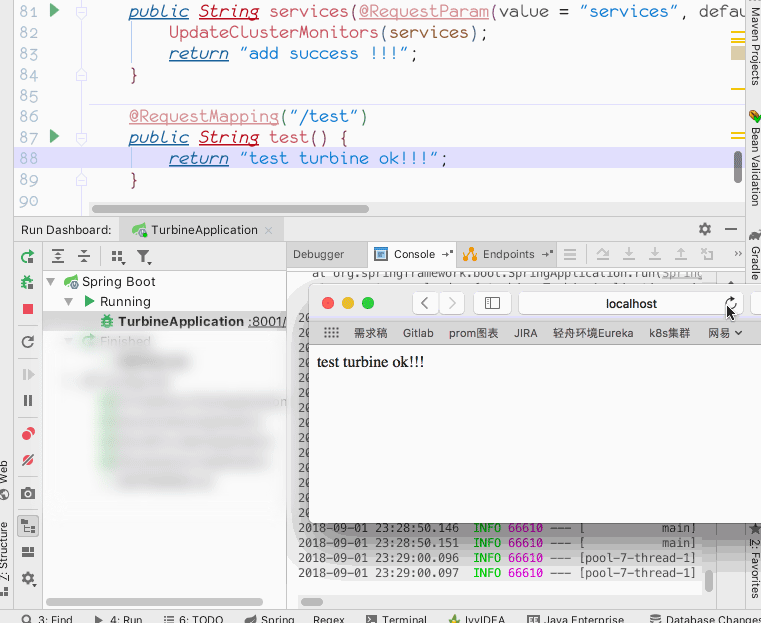 81 public String services(@RequestParam(value = "services", defau
82 UpdateClusterMonitors(services);
83 return "add success !!!";
84 }
85
86 @RequestMapping("/test")
87 public String test() {
88 return "test turbine ok!!!";
89 }
90
Maven Projects
Bean Validation
Gradle
2: Favorites
Run Dashboard: TurbineApplication
Debugger Console Endpoints
Spring Boot
Running
TurbineApplication :8001/
Finished
Web
Z: Structure
at org.springframework.boot.SpringApplication.run(Spring
localhost
需求稿 Gitlab prom图表 JIRA 轻舟环境Eureka k8s集群 网易
test turbine ok!!!
2018-09-01 23:28:50.146 INFO 66610 --- [ main]
2018-09-01 23:28:50.151 INFO 66610 --- [ main]
2018-09-01 23:29:00.096 INFO 66610 --- [pool-7-thread-1]
2018-09-01 23:29:00.097 INFO 66610 --- [pool-7-thread-1]
3: Find 4: Run 6: TODO Spring Regex Terminal IvyIDEA Java Enterprise Database Changes